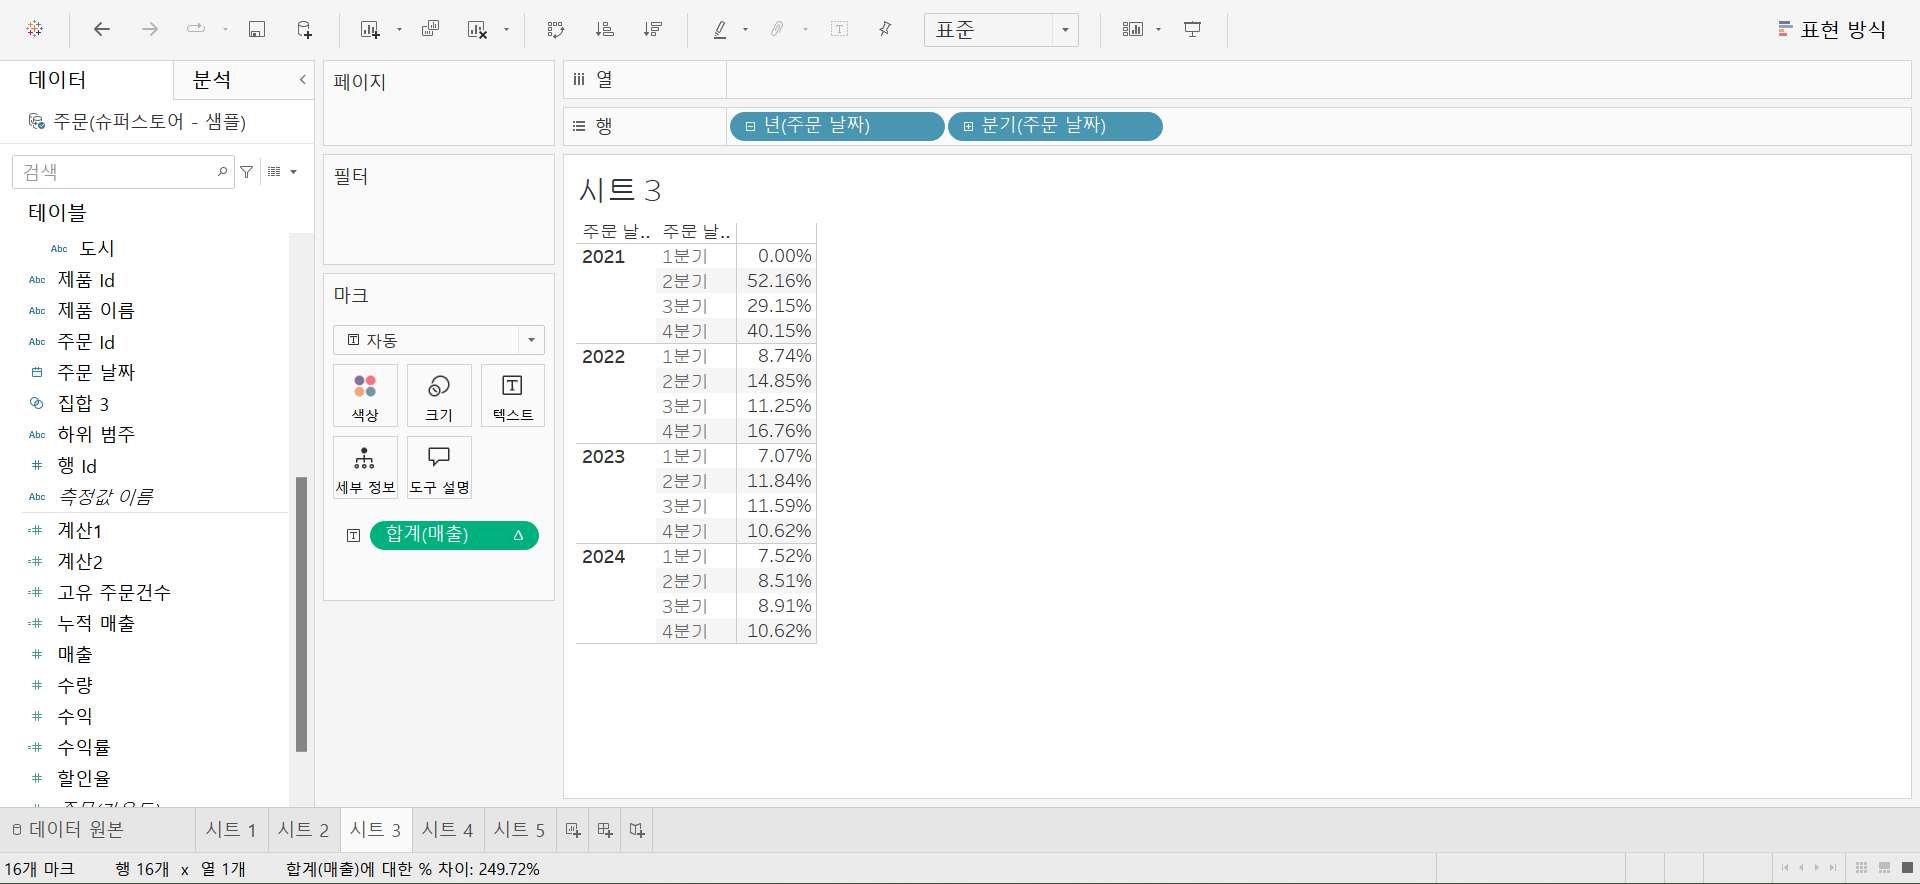 표준
표현 방식
데이터
분석
주문(슈퍼스토어 - 샘플)
검색
테이블
Abc 도시
Abc 제품 Id
Abc 제품 이름
Abc 주문 Id
주문 날짜
집합 3
Abc 하위 범주
# 행 Id
Abc 측정값 이름
=# 계산1
=# 계산2
=# 고유 주문건수
=# 누적 매출
# 매출
# 수량
# 수익
=# 수익률
# 할인율
페이지
필터
마크
자동
색상
크기
텍스트
세부 정보
도구 설명
합계(매출) Δ
열
행
년(주문 날짜)
분기(주문 날짜)
시트 3
주문 날.. 주문 날..
2021 1분기 0.00%
2분기 52.16%
3분기 29.15%
4분기 40.15%
2022 1분기 8.74%
2분기 14.85%
3분기 11.25%
4분기 16.76%
2023 1분기 7.07%
2분기 11.84%
3분기 11.59%
4분기 10.62%
2024 1분기 7.52%
2분기 8.51%
3분기 8.91%
4분기 10.62%
데이터 원본
시트 1
시트 2
시트 3
시트 4
시트 5
16개 마크 행 16개 x 열 1개 합계(매출)에 대한 % 차이: 249.72%